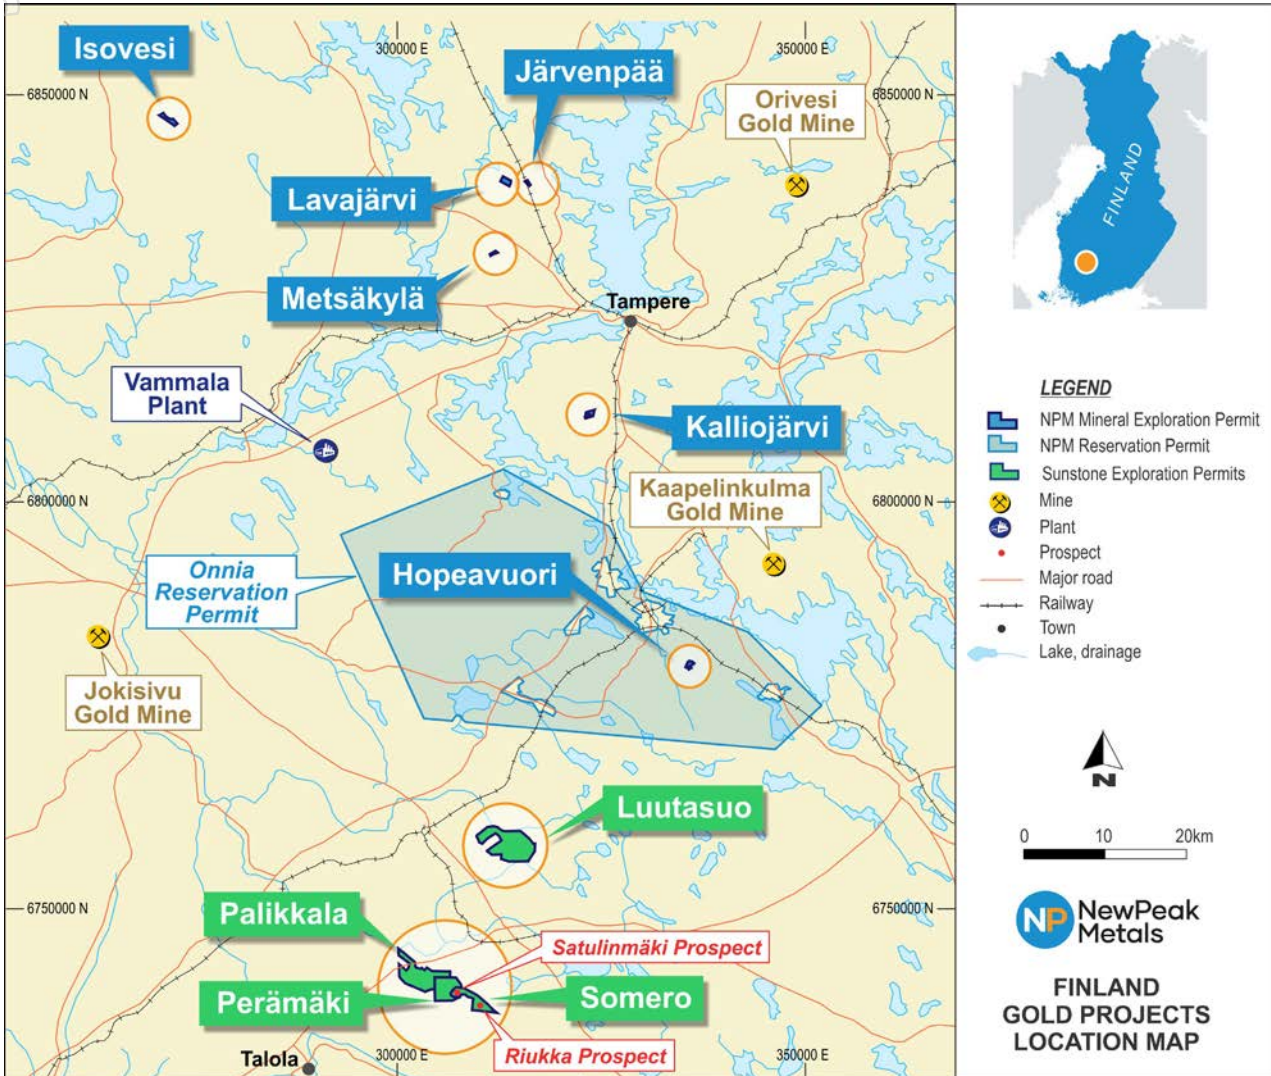 300000 E
350000 E
Isovesi
Järvenpää
6850000 N
6850000 N
Orivesi
Gold Mine
Lavajärvi
Metsäkylä
Tampere
Vammala
Plant
Kalliojärvi
Kaapelinkulma
Gold Mine
6800000 N
6800000 N
Onnia
Reservation
Permit
Hopeavuori
Jokisivu
Gold Mine
Luutasuo
6750000 N
6750000 N
Palikkala
Satulinmäki Prospect
Perämäki
Somero
Riukka Prospect
Talola
300000 E
350000 E
FINLAND
LEGEND
NPM Mineral Exploration Permit
NPM Reservation Permit
Sunstone Exploration Permits
Mine
Plant
Prospect
Major road
Railway
Town
Lake, drainage
N
0 10 20km
NP NewPeak
Metals
FINLAND
GOLD PROJECTS
LOCATION MAP